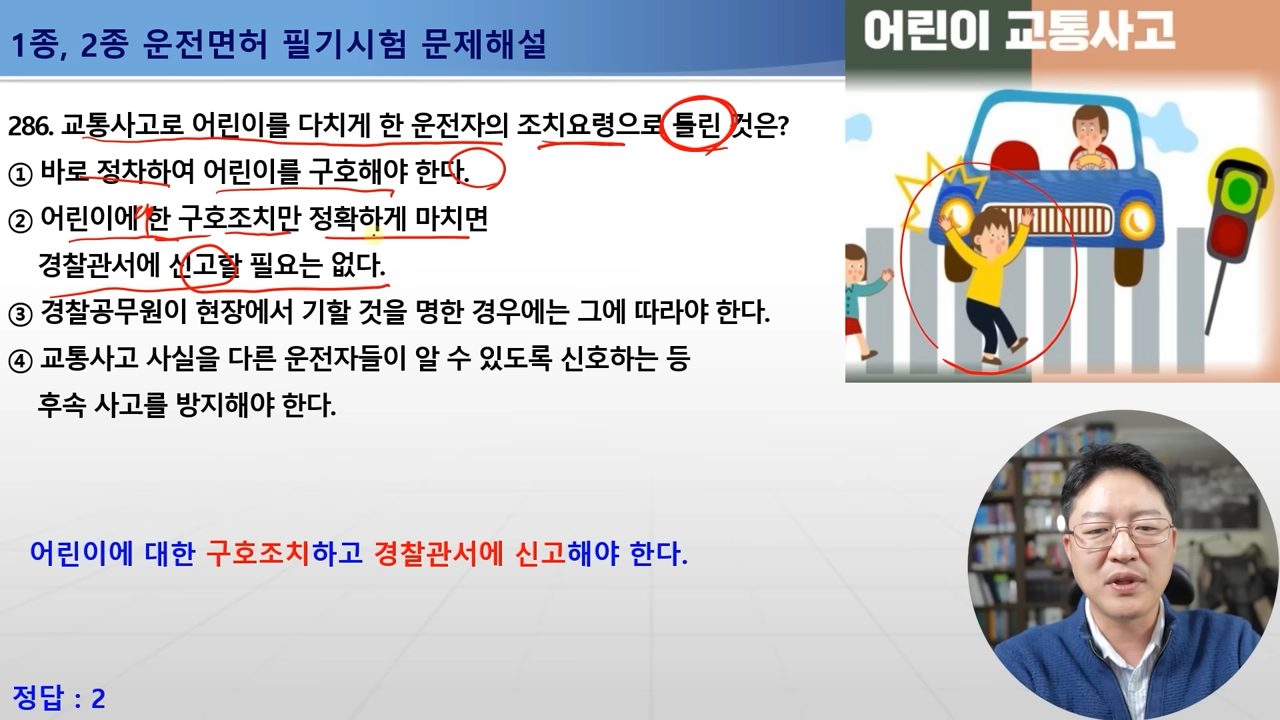 1종, 2종 운전면허 필기시험 문제해설
어린이 교통사고
286. 교통사고로 어린이를 다치게 한 운전자의 조치요령으로 틀린 것은?
① 바로 정차하여 어린이를 구호해야 한다.
② 어린이에 한 구호조치만 정확하게 마치면
경찰관서에 신고할 필요는 없다.
③ 경찰공무원이 현장에서 기할 것을 명한 경우에는 그에 따라야 한다.
④ 교통사고 사실을 다른 운전자들이 알 수 있도록 신호하는 등
후속 사고를 방지해야 한다.
어린이에 대한 구호조치하고 경찰관서에 신고해야 한다.
정답 : 2